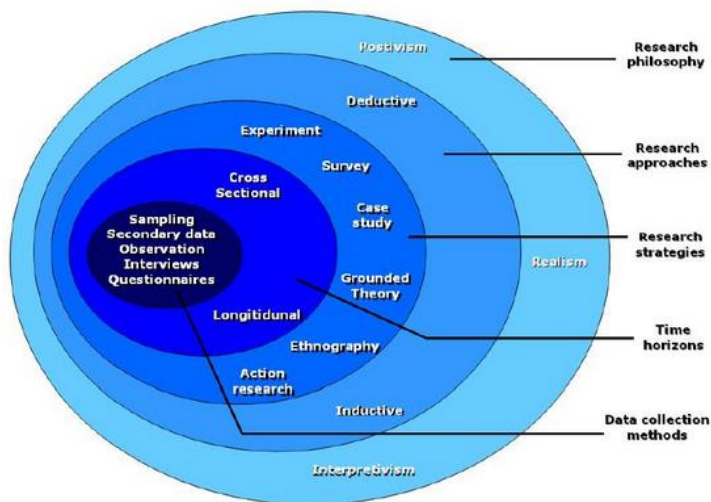 Postivism
Research
philosophy
Deductive
Experiment
Research
approaches
Survey
Cross
Sectional
Case
study
Sampling
Secondary data
Observation
Interviews
Questionnaires
Research
strategies
Realism
Grounded
Theory
Longitidunal
Time
horizons
Ethnography
Action
research
Inductive
Data collection
methods
Interpretivism